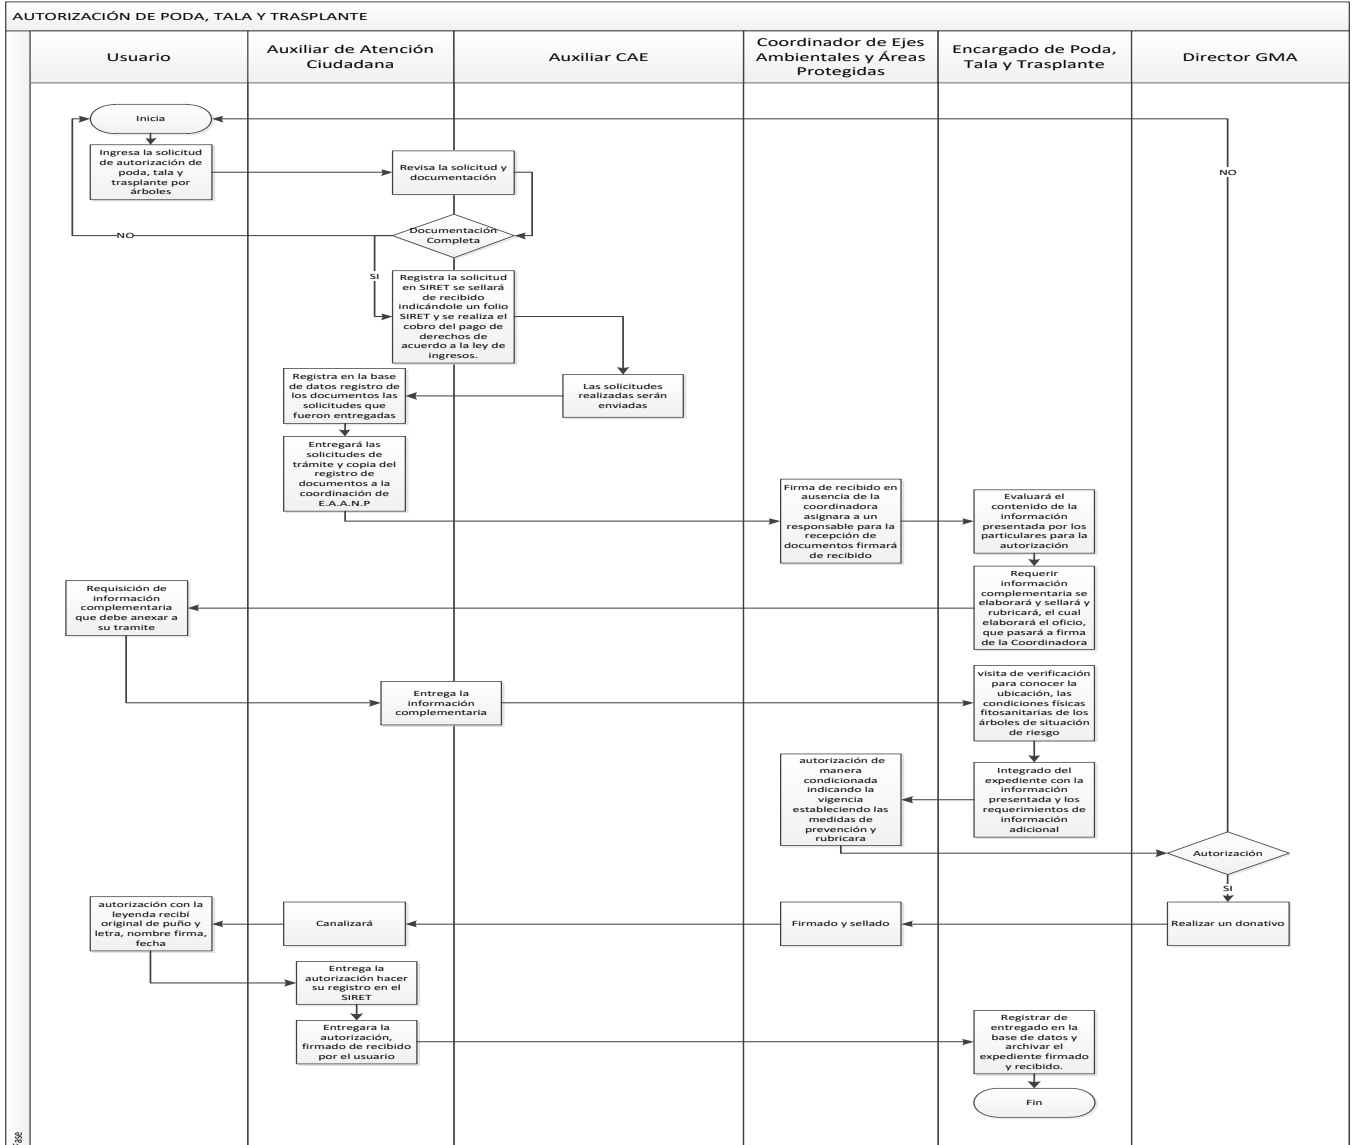 AUTORIZACIÓN DE PODA, TALA Y TRASPLANTE
Usuario
Auxiliar de Atención
Ciudadana
Auxiliar CAE
Coordinador de Ejes
Ambientales y Áreas
Protegidas
Encargado de Poda,
Tala y Trasplante
Director GMA
Inicia
Ingresa la solicitud
de autorización de
poda, tala y
trasplante por
árboles
Revisa la solicitud y
documentación
NO
Documentación
Completa
NO
SI
Registra la solicitud
en SIRET se sellará
de recibido
indicándole un folio
SIRET y se realiza el
cobro del pago de
derechos de
acuerdo a la ley de
ingresos.
Las solicitudes
realizadas serán
enviadas
Registra en la base
de datos registro de
los documentos las
solicitudes que
fueron entregadas
Entregará las
solicitudes de
trámite y copia del
registro de
documentos a la
coordinación de
E.A.A.N.P
Firma de recibido en
ausencia de la
coordinadora
asignara a un
responsable para la
recepción de
documentos firmará
de recibido
Evaluará el
contenido de la
información
presentada por los
particulares para la
autorización
Requerir
información
complementaria se
elaborará y sellará y
rubricará, el cual
elaborará el oficio,
que pasará a firma
de la Coordinadora
Requisición de
información
complementaria
que debe anexar a
su tramite
Entrega la
información
complementaria
visita de verificación
para conocer la
ubicación, las
condiciones físicas
fitosanitarias de los
árboles de situación
de riesgo
Integrado del
expediente con la
información
presentada y los
requerimientos de
información
adicional
autorización de
manera
condicionada
indicando la
vigencia
estableciendo las
medidas de
prevención y
rubricara
Autorización
SI
Realizar un donativo
Firmado y sellado
Canalizará
autorización con la
leyenda recibí
original de puño y
letra, nombre firma,
fecha
Entrega la
autorización hacer
su registro en el
SIRET
Entregara la
autorización,
firmado de recibido
por el usuario
Registrar de
entregado en la
base de datos y
archivar el
expediente firmado
y recibido.
Fin